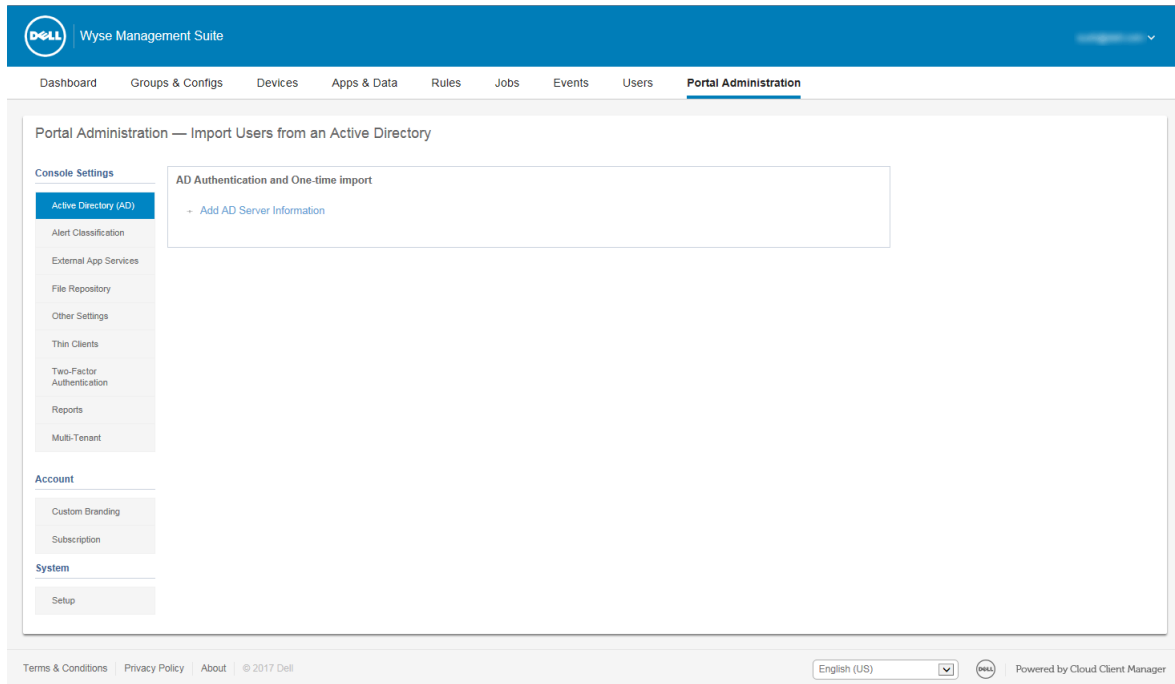 DELL Wyse Management Suite
Dashboard Groups & Configs Devices Apps & Data Rules Jobs Events Users Portal Administration
Portal Administration — Import Users from an Active Directory
Console Settings
Active Directory (AD)
Alert Classification
External App Services
File Repository
Other Settings
Thin Clients
Two-Factor
Authentication
Reports
Multi-Tenant
Account
Custom Branding
Subscription
System
Setup
AD Authentication and One-time import
+ Add AD Server Information
Terms & Conditions Privacy Policy About © 2017 Dell English (US) DELL Powered by Cloud Client Manager